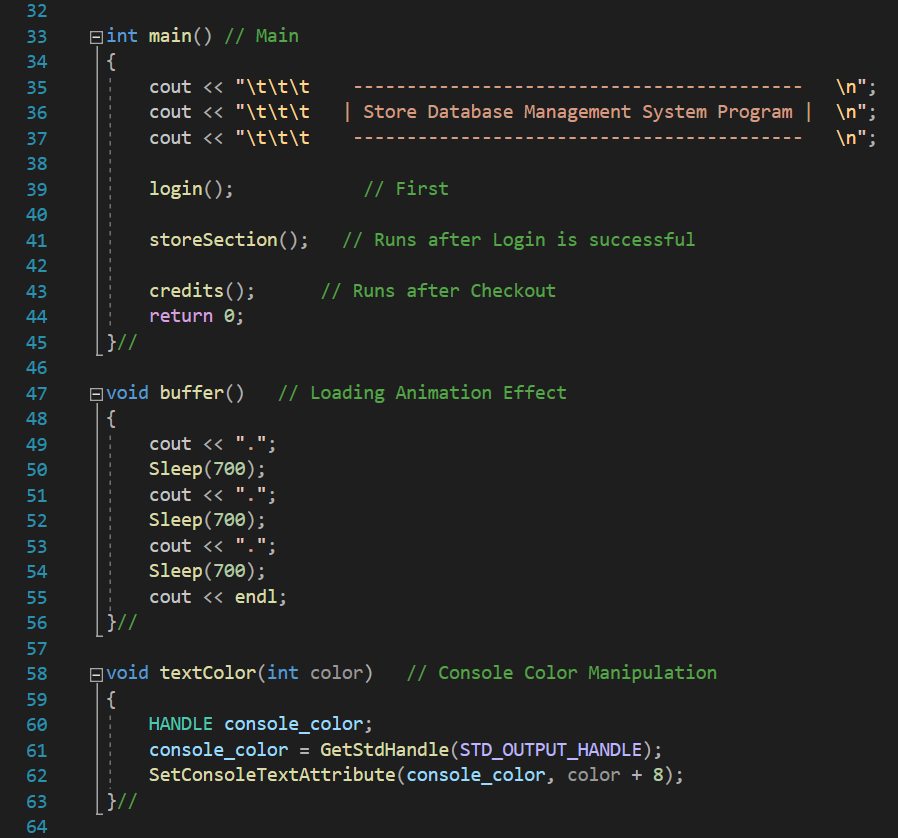 32
33 int main() // Main
34 {
35     cout << "\t\t\t    ------------------------------------------   \n";
36     cout << "\t\t\t   | Store Database Management System Program |  \n";
37     cout << "\t\t\t    ------------------------------------------   \n";
38
39     login();            // First
40
41     storeSection();   // Runs after Login is successful
42
43     credits();      // Runs after Checkout
44     return 0;
45 }//
46
47 void buffer()   // Loading Animation Effect
48 {
49     cout << ".";
50     Sleep(700);
51     cout << ".";
52     Sleep(700);
53     cout << ".";
54     Sleep(700);
55     cout << endl;
56 }//
57
58 void textColor(int color)   // Console Color Manipulation
59 {
60     HANDLE console_color;
61     console_color = GetStdHandle(STD_OUTPUT_HANDLE);
62     SetConsoleTextAttribute(console_color, color + 8);
63 }//
64